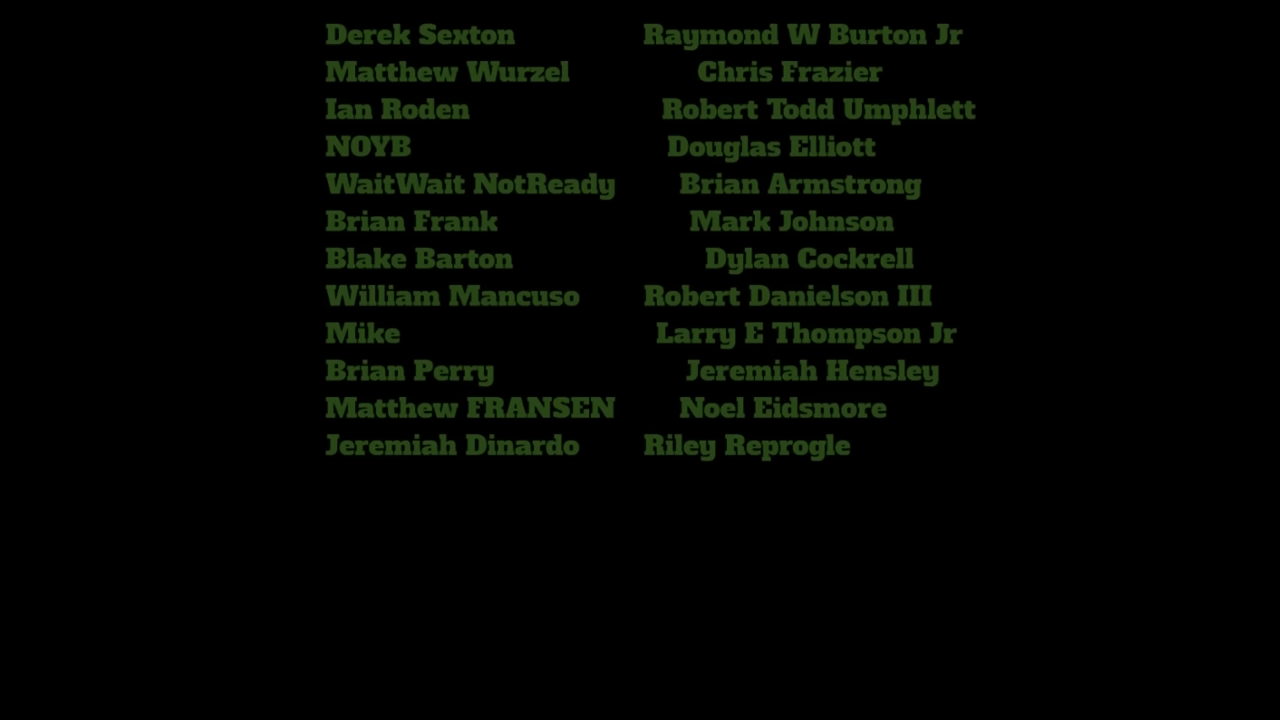 Derek Sexton Raymond W Burton Jr
Matthew Wurzel Chris Frazier
Ian Roden Robert Todd Umphlett
NOYB Douglas Elliott
WaitWait NotReady Brian Armstrong
Brian Frank Mark Johnson
Blake Barton Dylan Cockrell
William Mancuso Robert Danielson III
Mike Larry E Thompson Jr
Brian Perry Jeremiah Hensley
Matthew FRANSEN Noel Eidsmore
Jeremiah Dinardo Riley Reprogle